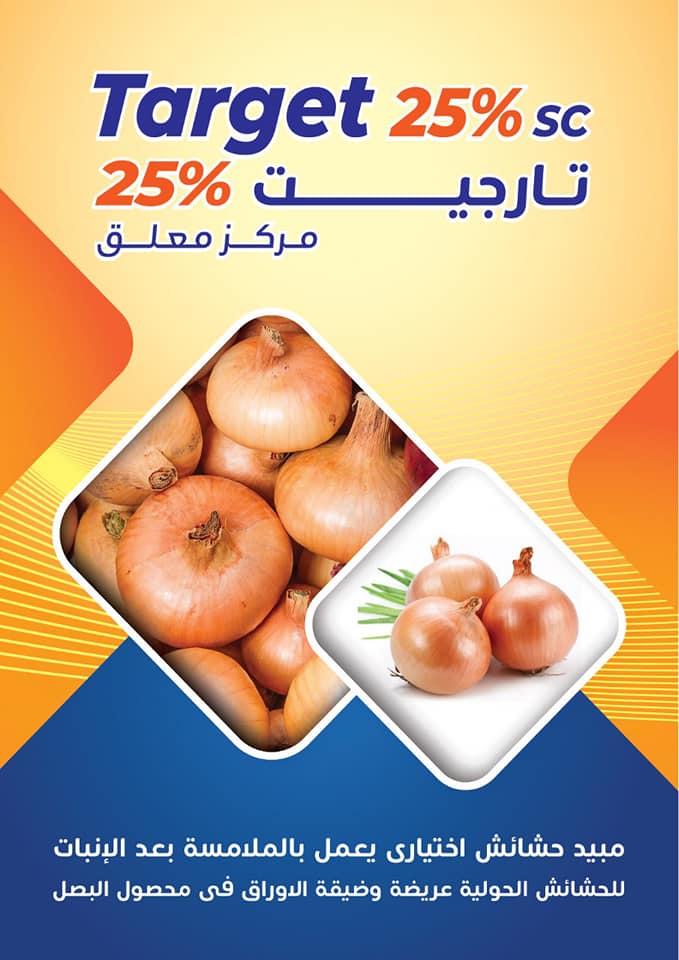 Target 25% SC
تارجيت 25%
مركز معلق
مبيد حشائش اختيارى يعمل بالملامسة بعد الإنبات
للحشائش الحولية عريضة وضيقة الاوراق فى محصول البصل